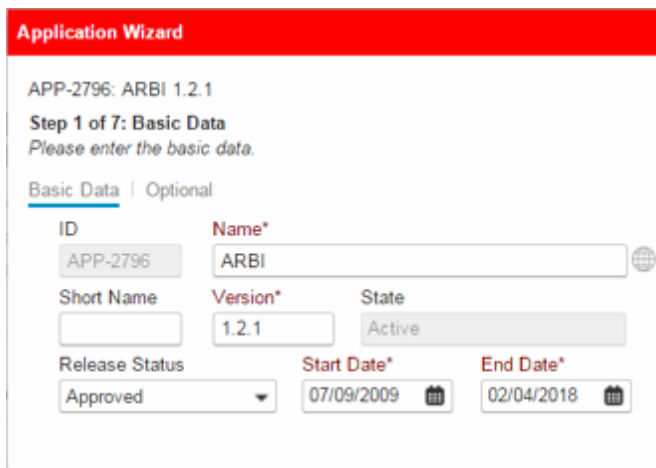 Application Wizard
APP-2796: ARBI 1.2.1
Step 1 of 7: Basic Data
Please enter the basic data.
Basic Data | Optional
ID Name*
APP-2796 ARBI
Short Name Version* State
1.2.1 Active
Release Status Start Date* End Date*
Approved 07/09/2009 02/04/2018